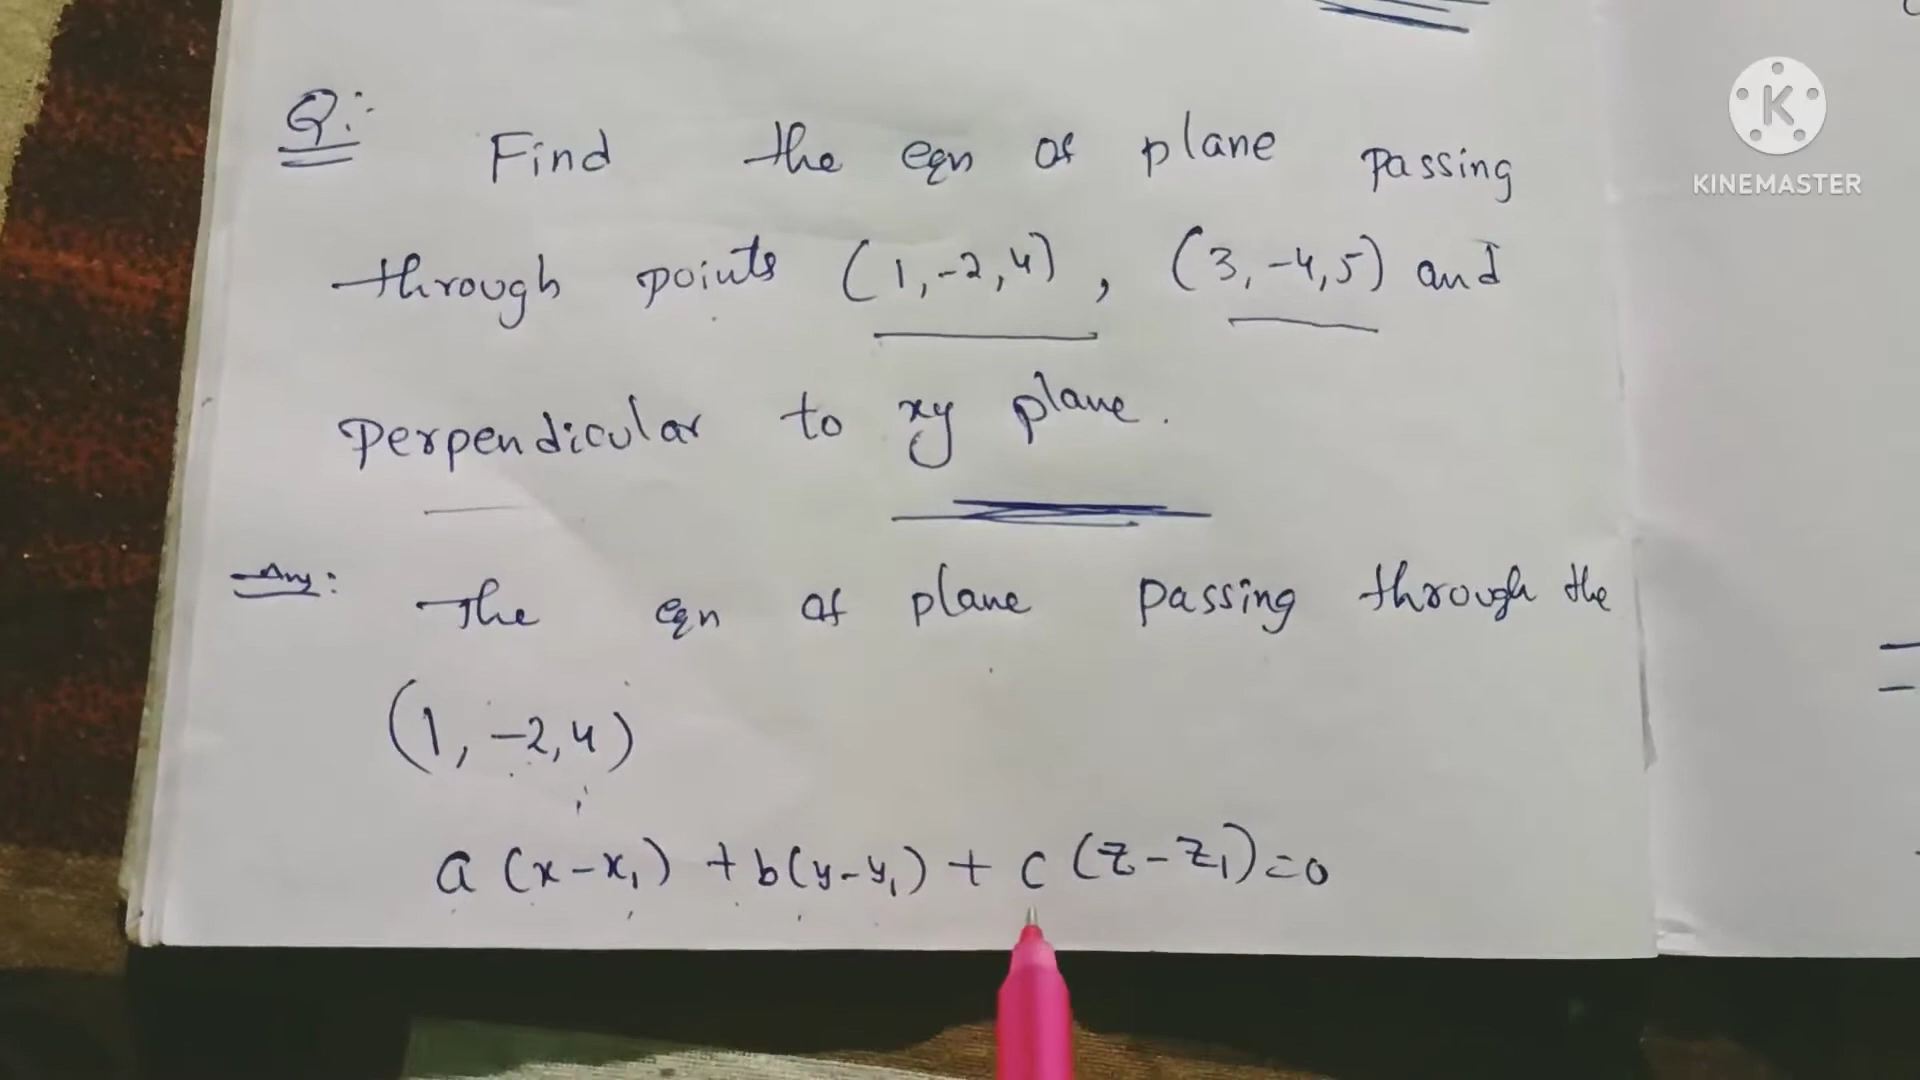 Q:-
Find the eqn of plane passing
through points (1,-2,4), (3,-4,5) and
perpendicular to xy plane.
Ans: The eqn of plane passing through the
(1, -2,4)
a (x-x₁) +b(y-y₁) + c (z-z₁)=0
K
KINEMASTER